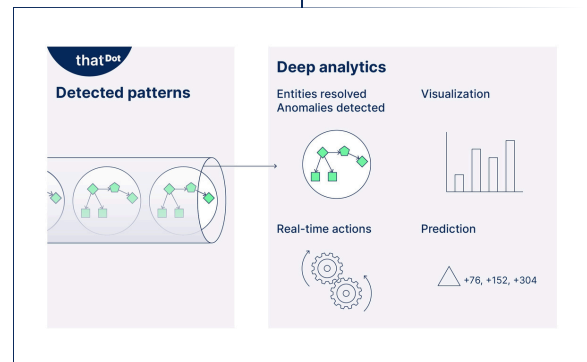 thatDot
Detected patterns
Deep analytics
Entities resolved
Anomalies detected
Visualization
Real-time actions
Prediction
+76, +152, +304